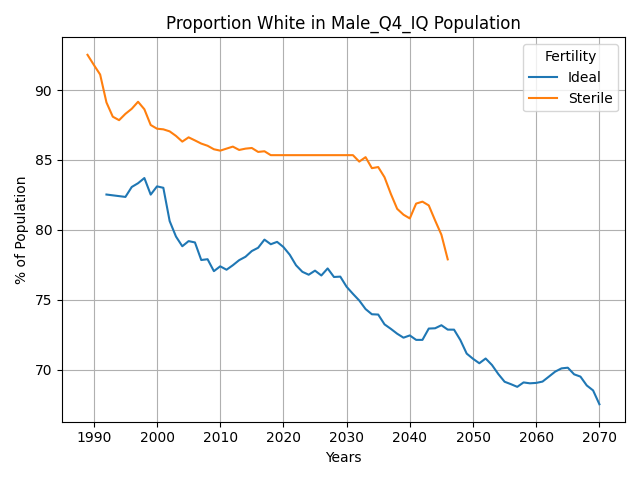 Proportion White in Male_Q4_IQ Population
% of Population
90
85
80
75
70
Fertility
Ideal
Sterile
1990 2000 2010 2020 2030 2040 2050 2060 2070
Years